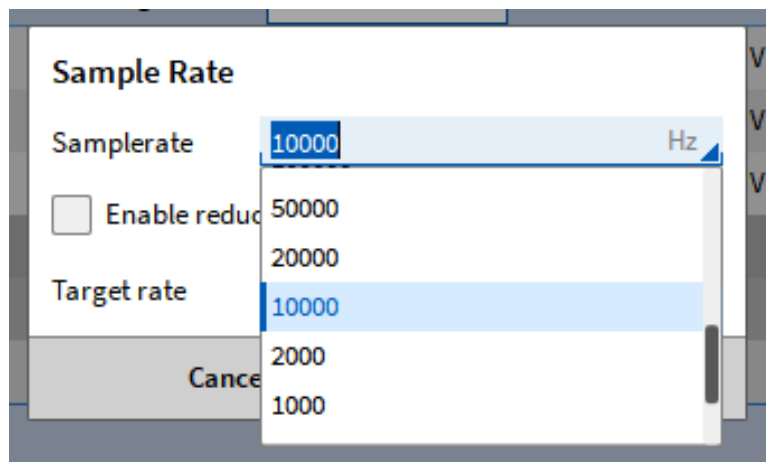 Sample Rate
Samplerate 10000 Hz
50000
Enable reduc
20000
Target rate
10000
2000
Cance
1000
V
V
V